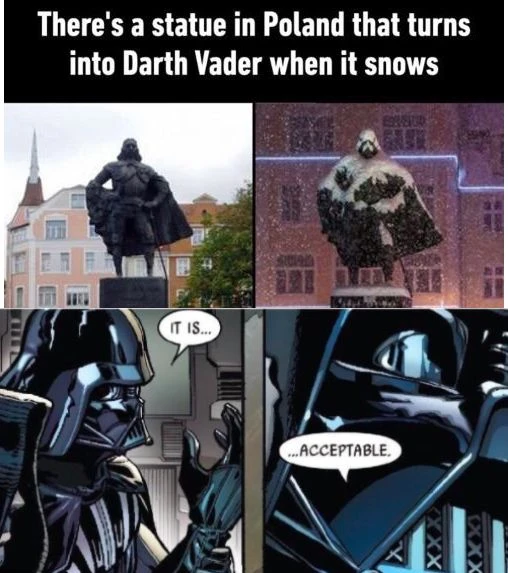 There's a statue in Poland that turns
into Darth Vader when it snows
IT IS...
...ACCEPTABLE.